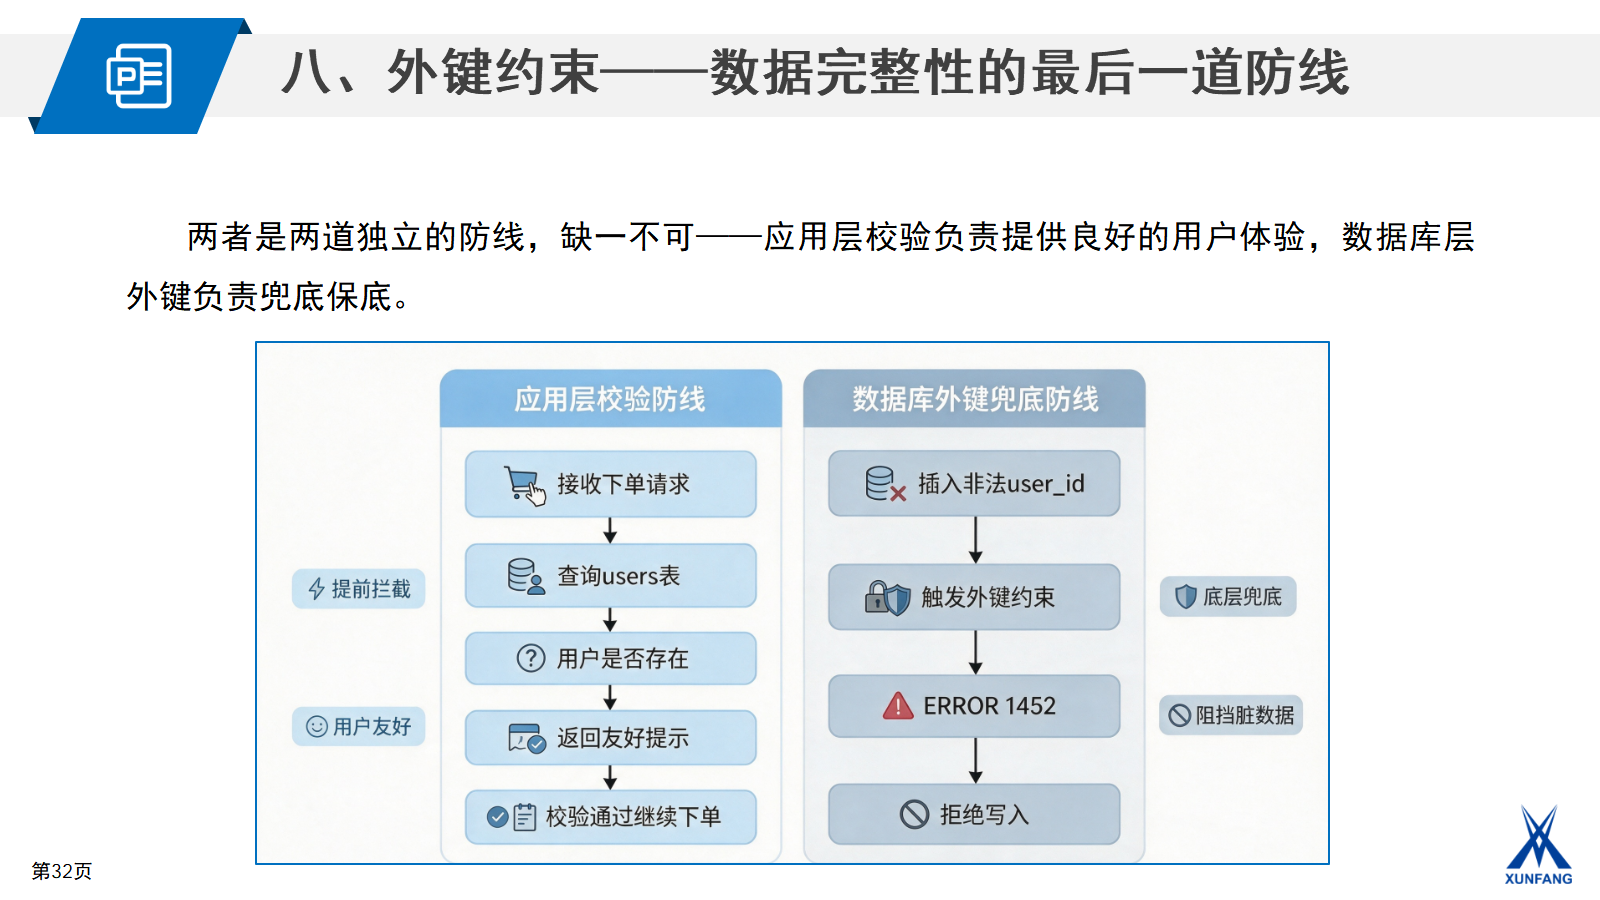 八、外键约束——数据完整性的最后一道防线
两者是两道独立的防线，缺一不可——应用层校验负责提供良好的用户体验，数据库层
外键负责兜底保底。
应用层校验防线
接收下单请求
查询users表
用户是否存在
返回友好提示
校验通过继续下单
提前拦截
用户友好
数据库外键兜底防线
插入非法user_id
触发外键约束
ERROR 1452
拒绝写入
底层兜底
阻挡脏数据
第32页
XUNFANG